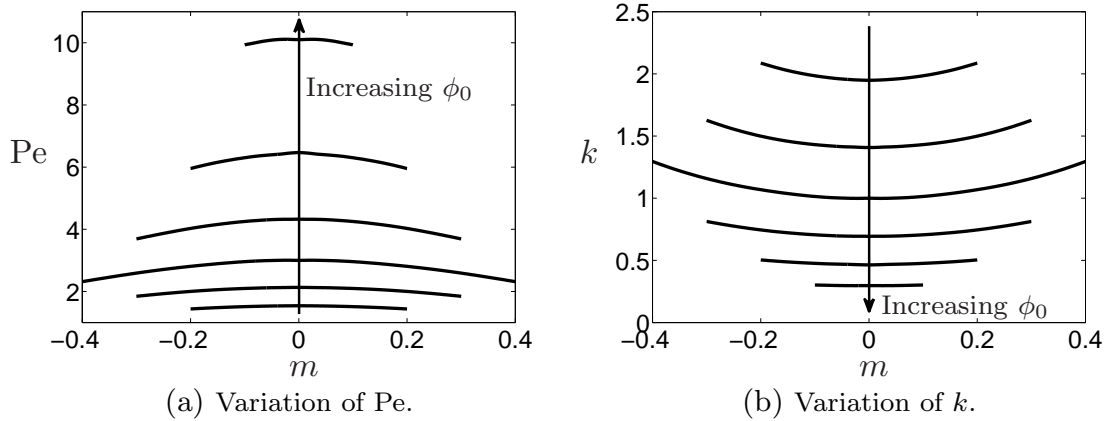 10
8
6
4
2
Pe
Increasing ϕ₀
−0.4 −0.2 0 0.2 0.4
m
(a) Variation of Pe.
2.5
2
1.5
1
0.5
0
k
Increasing ϕ₀
−0.4 −0.2 0 0.2 0.4
m
(b) Variation of k.